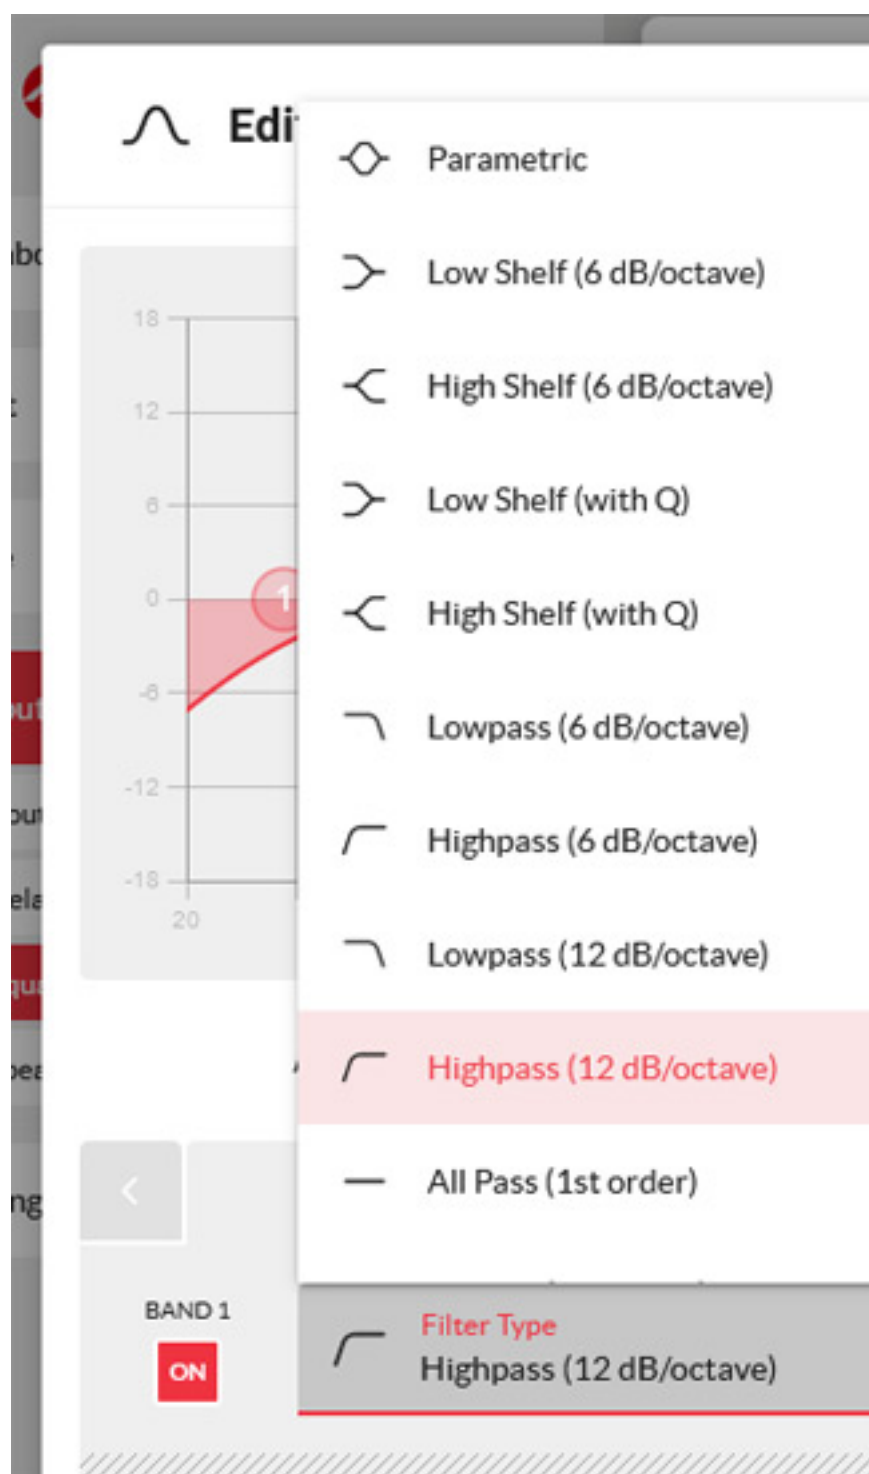 Edi
Parametric
Low Shelf (6 dB/octave)
High Shelf (6 dB/octave)
Low Shelf (with Q)
High Shelf (with Q)
Lowpass (6 dB/octave)
Highpass (6 dB/octave)
Lowpass (12 dB/octave)
Highpass (12 dB/octave)
All Pass (1st order)
18
12
6
0
1
-6
-12
-18
20
BAND 1
ON
Filter Type
Highpass (12 dB/octave)